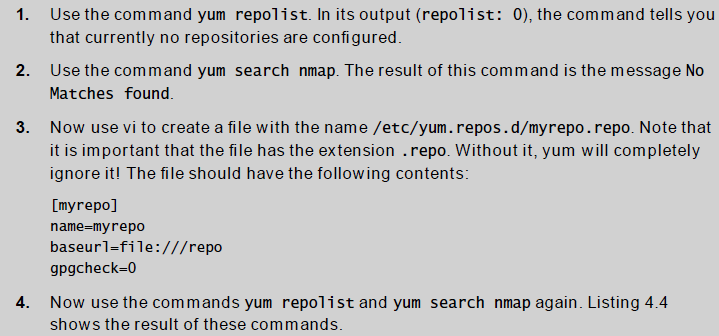 1. Use the command yum repolist. In its output (repolist: 0), the command tells you
that currently no repositories are configured.
2. Use the command yum search nmap. The result of this command is the message No
Matches found.
3. Now use vi to create a file with the name /etc/yum.repos.d/myrepo.repo. Note that
it is important that the file has the extension .repo. Without it, yum will completely
ignore it! The file should have the following contents:
[myrepo]
name=myrepo
baseurl=file:///repo
gpgcheck=0
4. Now use the commands yum repolist and yum search nmap again. Listing 4.4
shows the result of these commands.